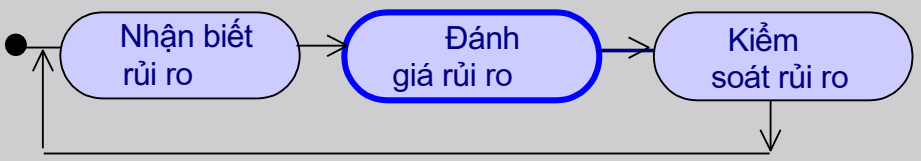 Nhận biết
rủi ro
Đánh
giá rủi ro
Kiểm
soát rủi ro